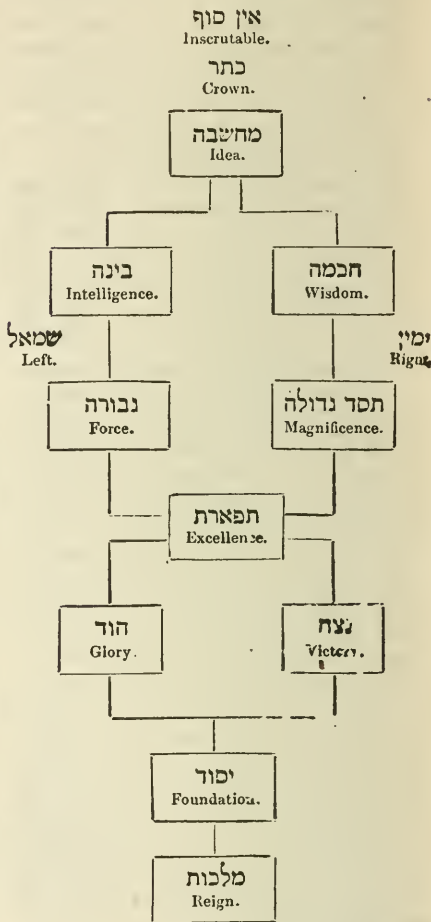 אין סוף
Inscrutable.
כתר
Crown.
מחשבה
Idea.
בינה
Intelligence.
חכמה
Wisdom.
שמאל
Left.
ימין
Right.
גבורה
Force.
חסד גדולה
Magnificence.
תפארת
Excellence.
הוד
Glory.
נצח
Victory.
יסוד
Foundation.
מלכות
Reign.